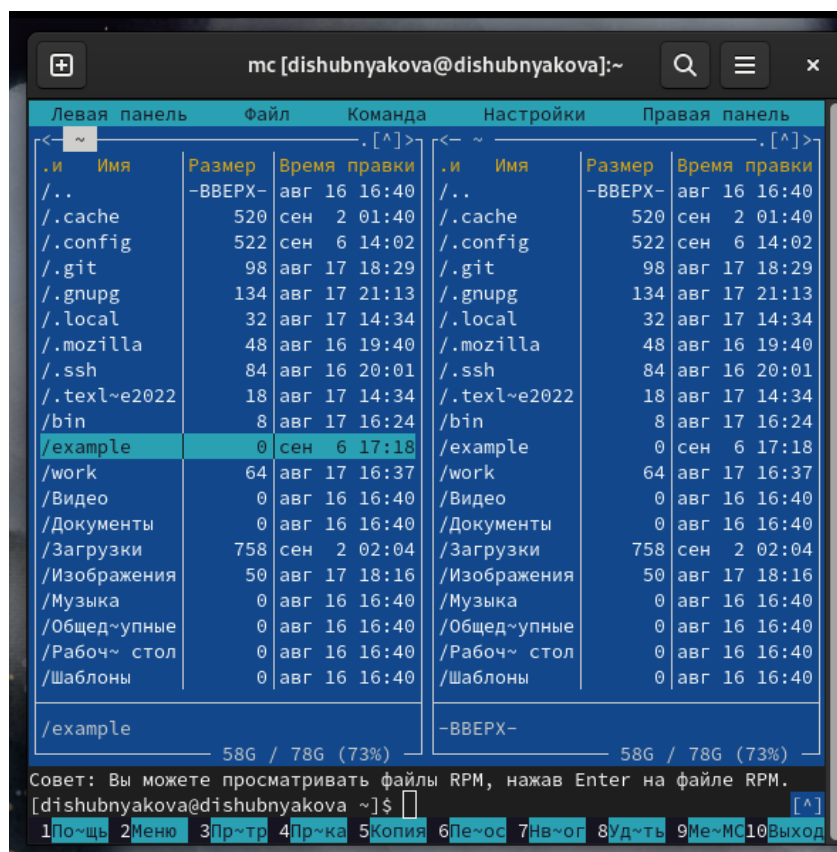 mc [dishubnyakova@dishubnyakova]:~
Левая панель Файл Команда Настройки Правая панель
<— ~ .[^]> <— ~ .[^]>
.и Имя Размер Время правки .и Имя Размер Время правки
/.. -ВВЕРХ- авг 16 16:40 /.. -ВВЕРХ- авг 16 16:40
/.cache 520 сен 2 01:40 /.cache 520 сен 2 01:40
/.config 522 сен 6 14:02 /.config 522 сен 6 14:02
/.git 98 авг 17 18:29 /.git 98 авг 17 18:29
/.gnupg 134 авг 17 21:13 /.gnupg 134 авг 17 21:13
/.local 32 авг 17 14:34 /.local 32 авг 17 14:34
/.mozilla 48 авг 16 19:40 /.mozilla 48 авг 16 19:40
/.ssh 84 авг 16 20:01 /.ssh 84 авг 16 20:01
/.texl~e2022 18 авг 17 14:34 /.texl~e2022 18 авг 17 14:34
/bin 8 авг 17 16:24 /bin 8 авг 17 16:24
/example 0 сен 6 17:18 /example 0 сен 6 17:18
/work 64 авг 17 16:37 /work 64 авг 17 16:37
/Видео 0 авг 16 16:40 /Видео 0 авг 16 16:40
/Документы 0 авг 16 16:40 /Документы 0 авг 16 16:40
/Загрузки 758 сен 2 02:04 /Загрузки 758 сен 2 02:04
/Изображения 50 авг 17 18:16 /Изображения 50 авг 17 18:16
/Музыка 0 авг 16 16:40 /Музыка 0 авг 16 16:40
/Общед~упные 0 авг 16 16:40 /Общед~упные 0 авг 16 16:40
/Рабоч~ стол 0 авг 16 16:40 /Рабоч~ стол 0 авг 16 16:40
/Шаблоны 0 авг 16 16:40 /Шаблоны 0 авг 16 16:40
/example -ВВЕРХ-
58G / 78G (73%) 58G / 78G (73%)
Совет: Вы можете просматривать файлы RPM, нажав Enter на файле RPM.
[dishubnyakova@dishubnyakova ~]$ [^]
1По~щь 2Меню 3Пр~тр 4Пр~ка 5Копия 6Пе~ос 7Нв~ог 8Уд~ть 9Ме~МС 10Выход